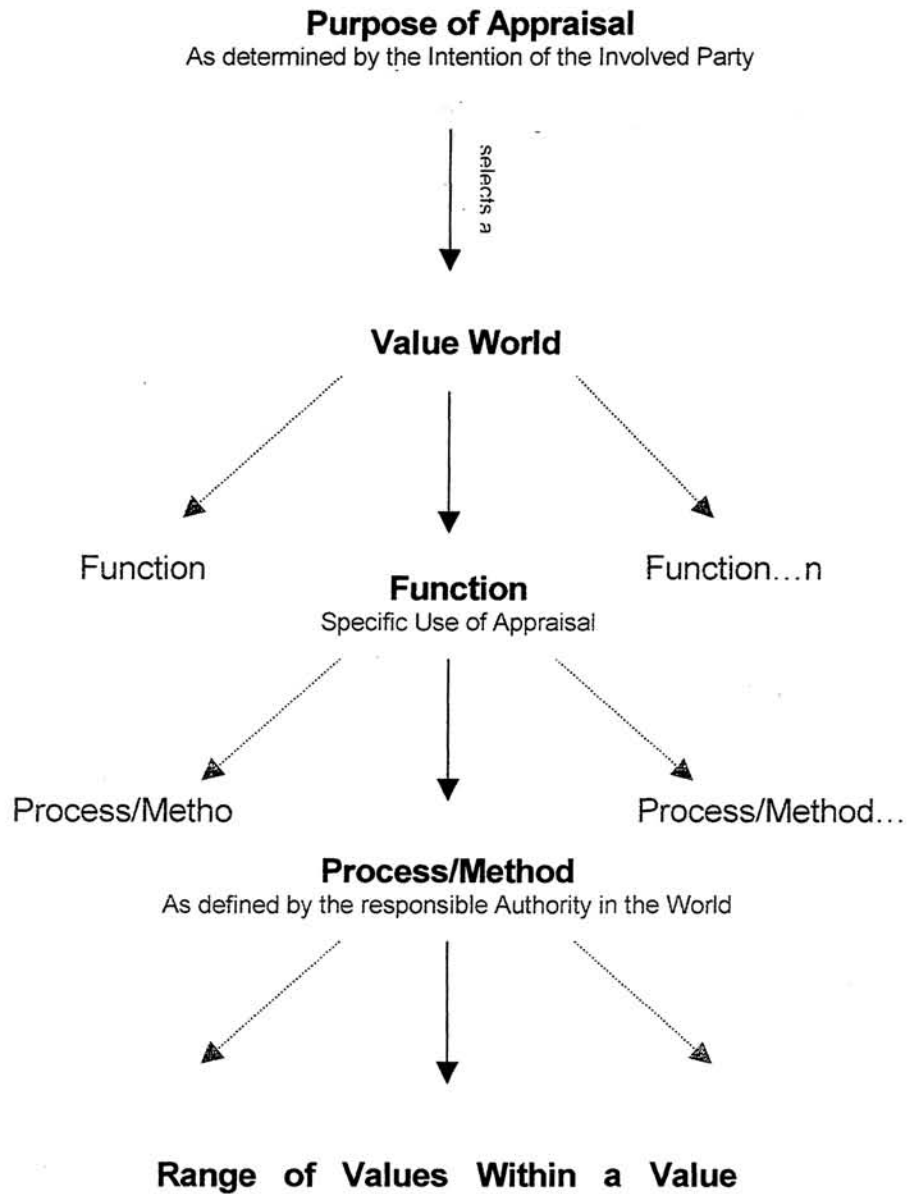 Purpose of Appraisal
As determined by the Intention of the Involved Party
selects a
Value World
Function
Function...n
Function
Specific Use of Appraisal
Process/Metho
Process/Method...
Process/Method
As defined by the responsible Authority in the World
Range of Values Within a Value